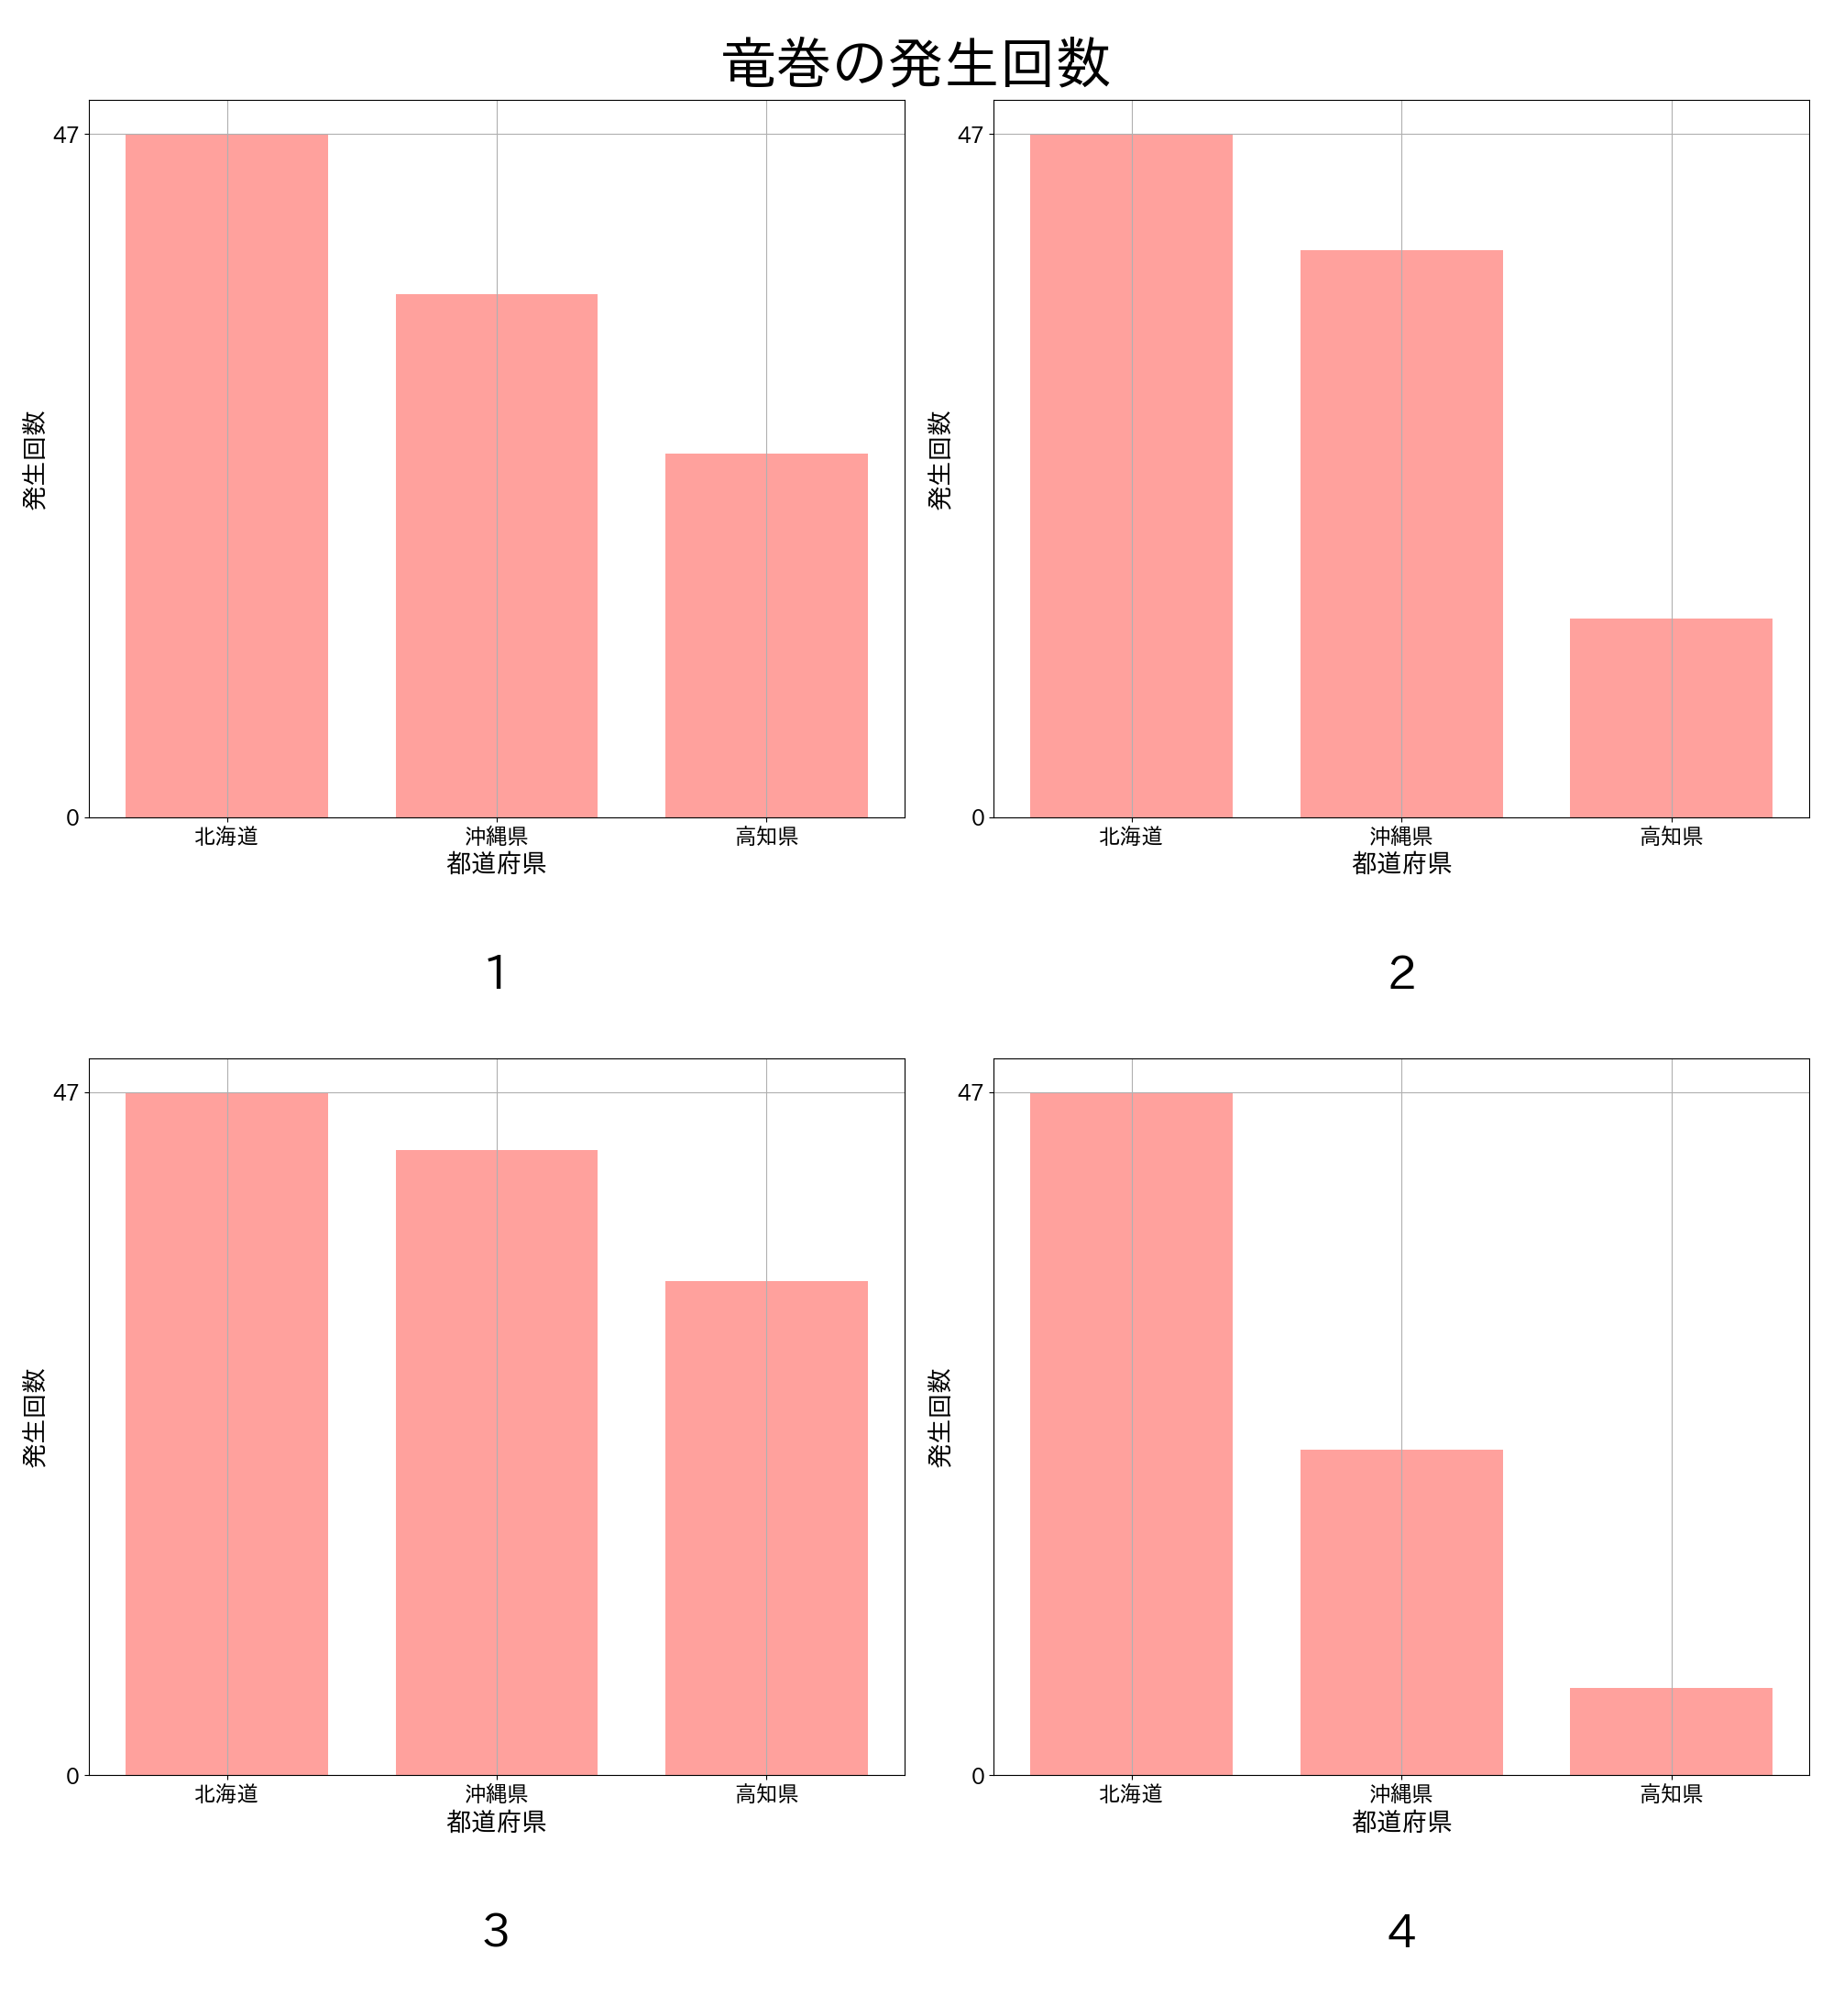 竜巻の発生回数
47
0
発生回数
北海道 沖縄県 高知県
都道府県
1
47
0
発生回数
北海道 沖縄県 高知県
都道府県
2
47
0
発生回数
北海道 沖縄県 高知県
都道府県
3
47
0
発生回数
北海道 沖縄県 高知県
都道府県
4